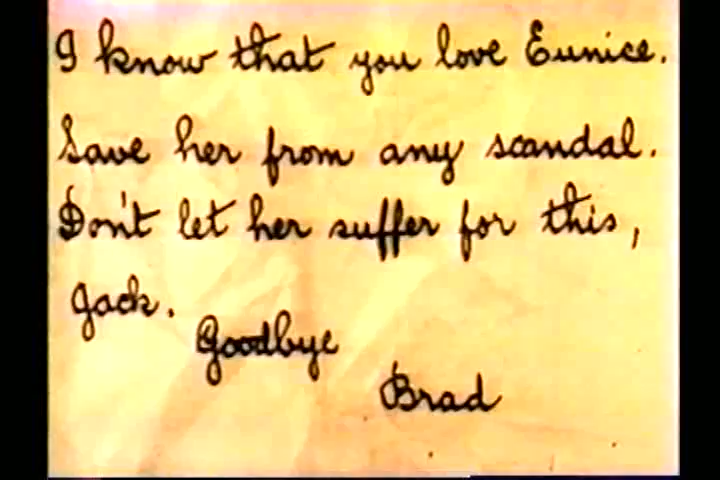 I know that you love Eunice.
Save her from any scandal.
Don't let her suffer for this,
Jack.
Goodbye
Brad